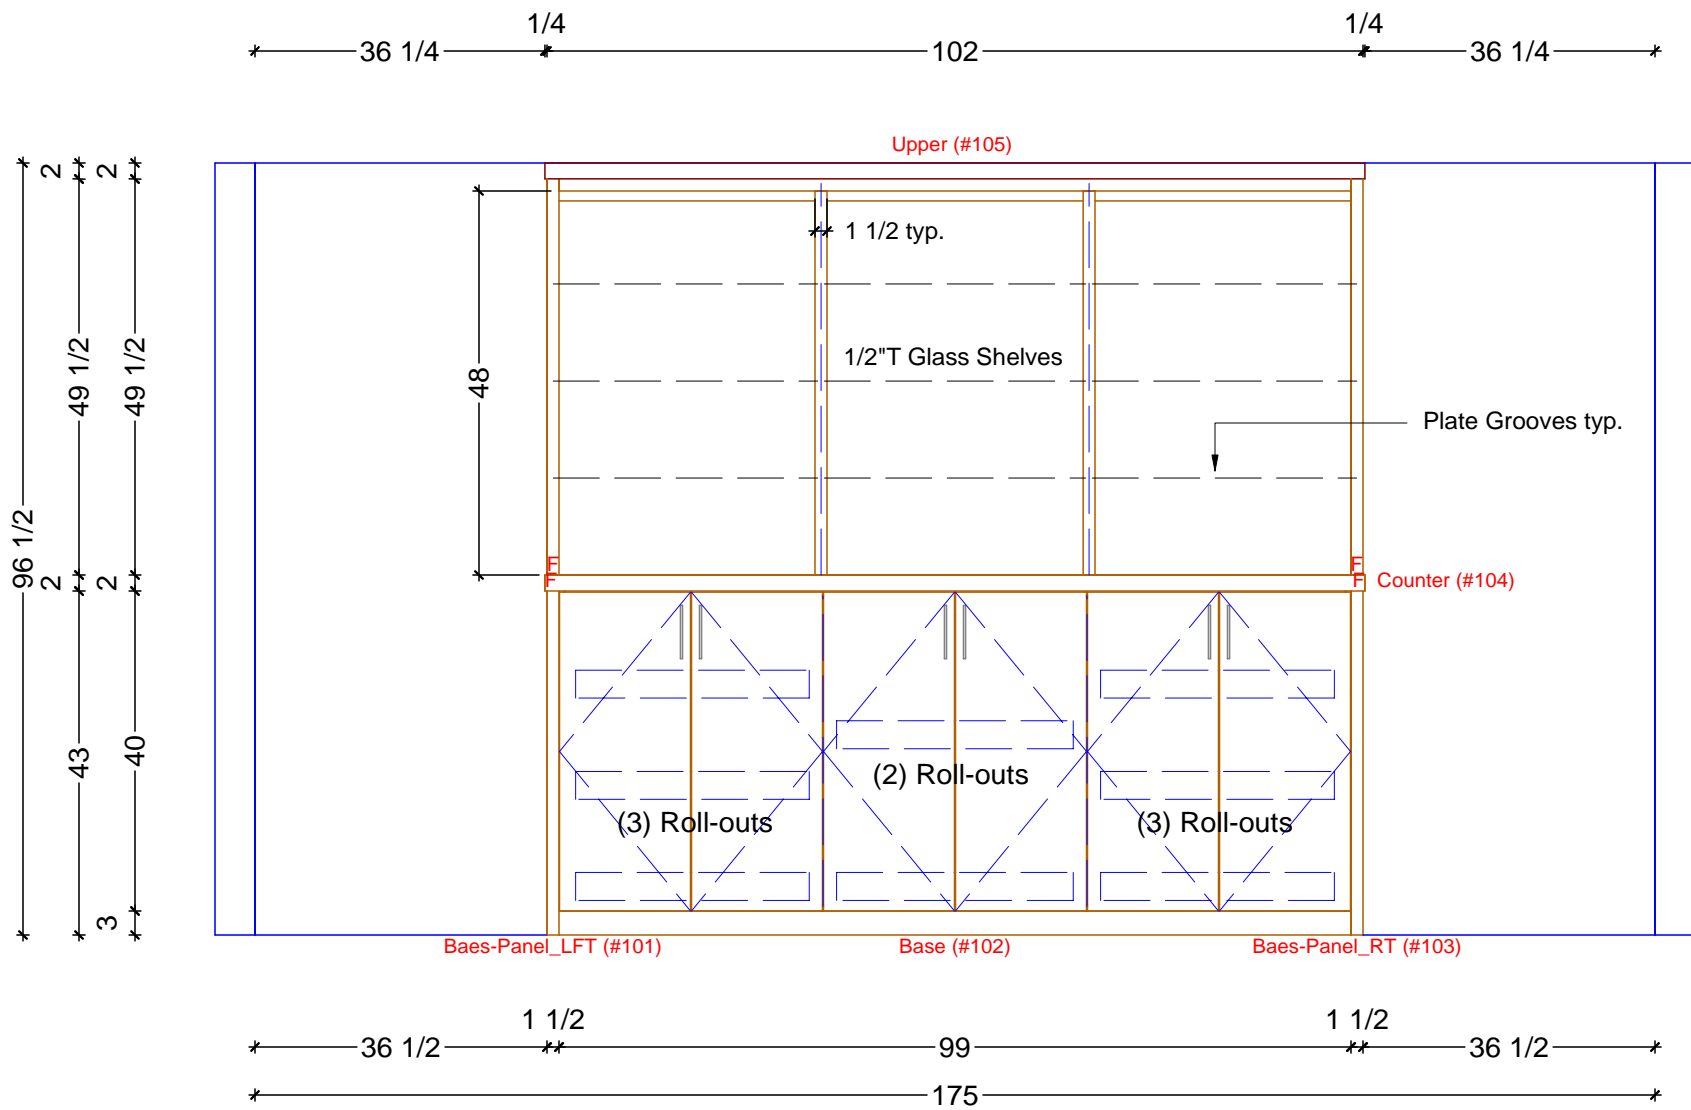 1/4
1/4
36 1/4
102
36 1/4
Upper (#105)
2
2
1 1/2 typ.
49 1/2
49 1/2
48
1/2"T Glass Shelves
Plate Grooves typ.
96 1/2
F
F
2
2
F
F
Counter (#104)
43
40
(2) Roll-outs
(3) Roll-outs
(3) Roll-outs
3
Baes-Panel_LFT (#101)
Base (#102)
Baes-Panel_RT (#103)
1 1/2
1 1/2
36 1/2
99
36 1/2
175